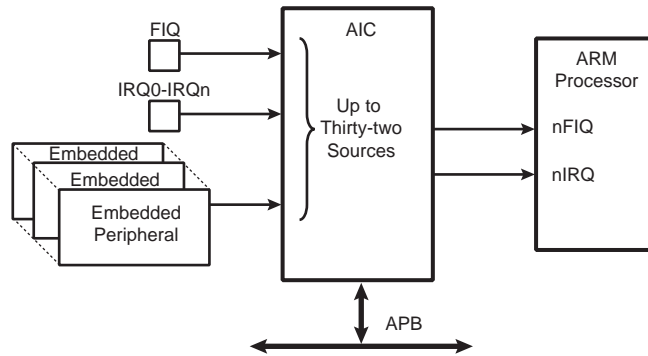 FIQ
IRQ0-IRQn
Embedded
Embedded
Embedded
Peripheral
AIC
Up to
Thirty-two
Sources
ARM
Processor
nFIQ
nIRQ
APB